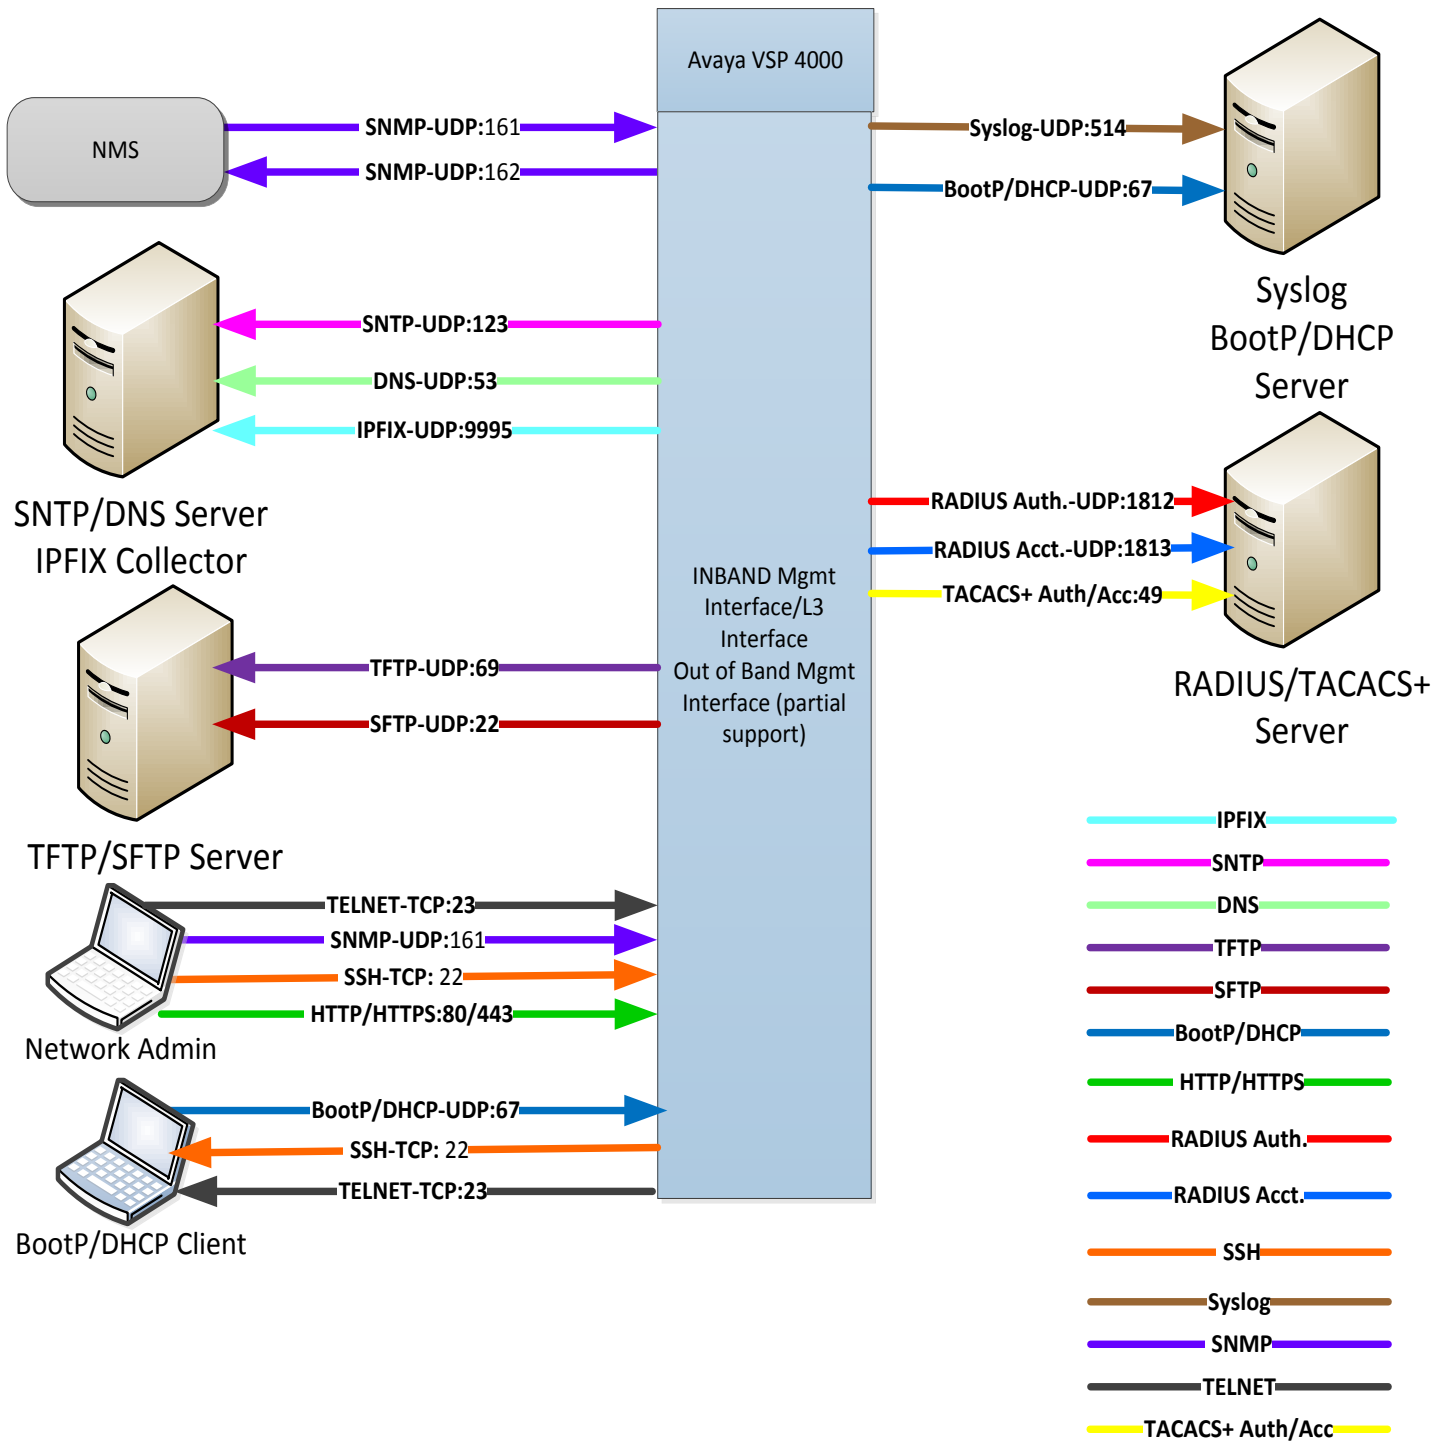 Avaya VSP 4000
NMS
SNMP-UDP:161
SNMP-UDP:162
Syslog-UDP:514
BootP/DHCP-UDP:67
Syslog
BootP/DHCP
Server
SNTP-UDP:123
DNS-UDP:53
IPFIX-UDP:9995
SNTP/DNS Server
IPFIX Collector
RADIUS Auth.-UDP:1812
RADIUS Acct.-UDP:1813
TACACS+ Auth/Acc:49
RADIUS/TACACS+
Server
INBAND Mgmt
Interface/L3
Interface
Out of Band Mgmt
Interface (partial
support)
TFTP-UDP:69
SFTP-UDP:22
TFTP/SFTP Server
TELNET-TCP:23
SNMP-UDP:161
SSH-TCP: 22
HTTP/HTTPS:80/443
Network Admin
BootP/DHCP-UDP:67
SSH-TCP: 22
TELNET-TCP:23
BootP/DHCP Client
IPFIX
SNTP
DNS
TFTP
SFTP
BootP/DHCP
HTTP/HTTPS
RADIUS Auth.
RADIUS Acct.
SSH
Syslog
SNMP
TELNET
TACACS+ Auth/Acc